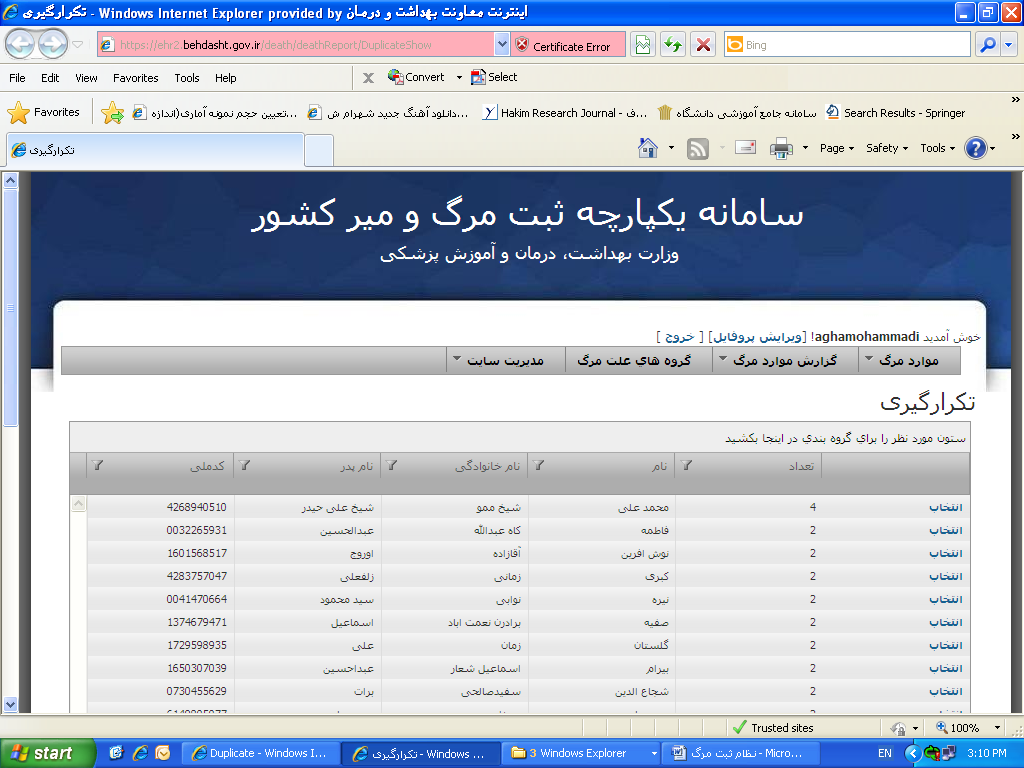 تکرارگیری - Windows Internet Explorer provided by اینترنت معاونت بهداشت و درمان
https://ehr2.behdasht.gov.ir/death/deathReport/DuplicateShow
Certificate Error
Bing
File Edit View Favorites Tools Help
Convert Select
Favorites
تعیین حجم نمونه آماری(اندازه...
دانلود آهنگ جدید شهرام ش...
Hakim Research Journal - ف...
سامانه جامع آموزشی دانشگاه
Search Results - Springer
تکرارگیری
Page Safety Tools
سامانه یکپارچه ثبت مرگ و میر کشور
وزارت بهداشت، درمان و آموزش پزشکی
خوش آمدید aghamohammadi! [ویرایش پروفایل] [ خروج ]
موارد مرگ گزارش موارد مرگ گروه هاي علت مرگ مدیریت سایت
تکرارگیری
ستون مورد نظر را براي گروه بندي در اینجا بکشید
تعداد نام نام خانوادگی نام پدر کدملی
انتخاب 4 محمد علی شیخ ممو شیخ علی حیدر 4268940510
انتخاب 2 فاطمه کاه عبدالله عبدالحسین 0032265931
انتخاب 2 نوش افرین آقازاده اوروج 1601568517
انتخاب 2 کبری زمانی زلفعلی 4283757047
انتخاب 2 نیره نوابی سید محمود 0041470664
انتخاب 2 صفیه برادرن نعمت اباد اسماعیل 1374679471
انتخاب 2 گلستان زمان علی 1729598935
انتخاب 2 بیرام اسماعیل شعار عبداحسین 1650307039
انتخاب 2 شجاع الدین سفیدصالحی برات 0730455629
Trusted sites 100%
start
Duplicate - Windows I...
تکرارگیری - Windows ...
3 Windows Explorer
نظام ثبت مرگ - Micro...
EN
3:10 PM